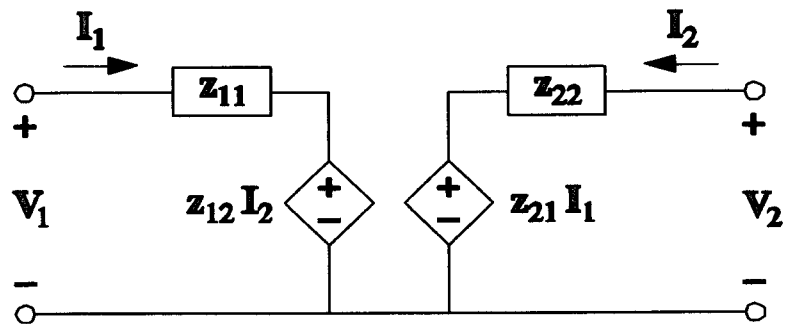 I₁ I₂
z₁₁ z₂₂
+ +
V₁ z₁₂ I₂ + − + − z₂₁ I₁ V₂
− −